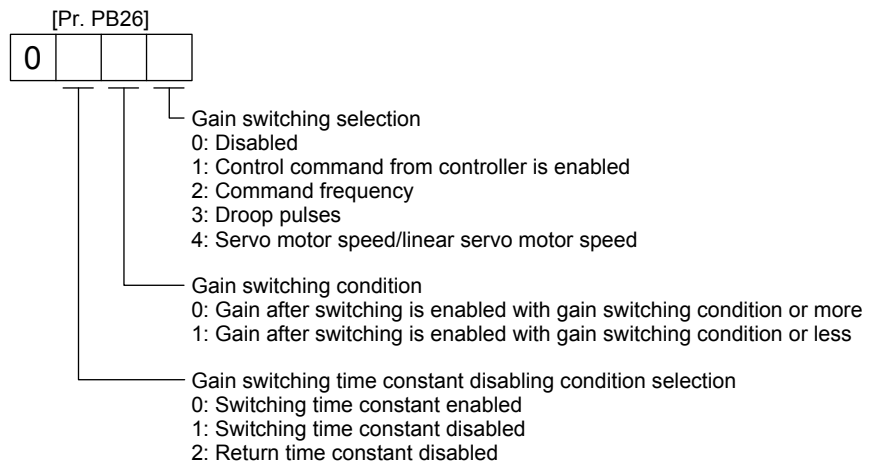 [Pr. PB26]
0
Gain switching selection
0: Disabled
1: Control command from controller is enabled
2: Command frequency
3: Droop pulses
4: Servo motor speed/linear servo motor speed
Gain switching condition
0: Gain after switching is enabled with gain switching condition or more
1: Gain after switching is enabled with gain switching condition or less
Gain switching time constant disabling condition selection
0: Switching time constant enabled
1: Switching time constant disabled
2: Return time constant disabled